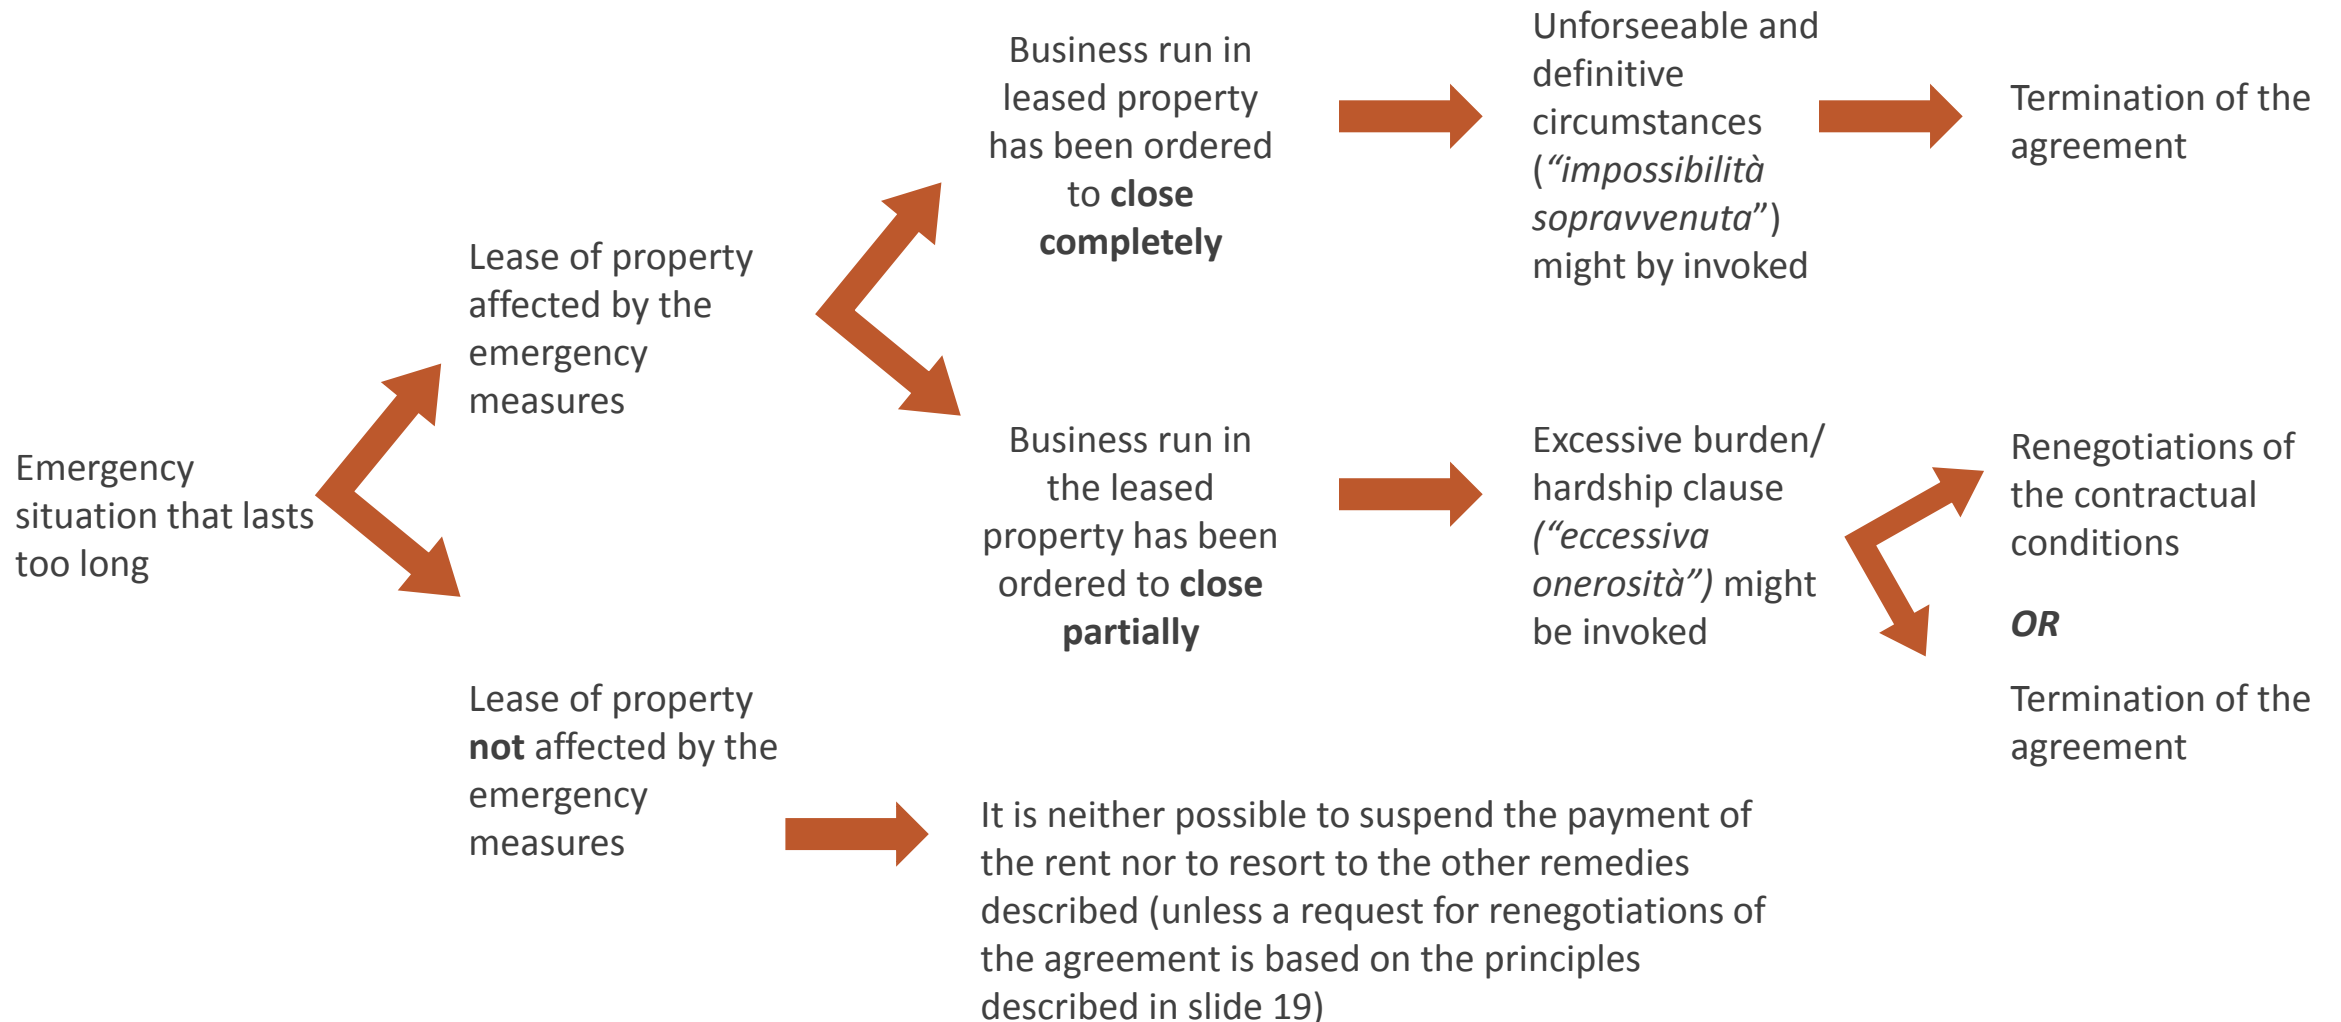 Emergency
situation that lasts
too long
Lease of property
affected by the
emergency
measures
Business run in
leased property
has been ordered
to close
completely
Unforseeable and
definitive
circumstances
(“impossibilità
sopravvenuta”)
might by invoked
Termination of the
agreement
Business run in
the leased
property has been
ordered to close
partially
Excessive burden/
hardship clause
(“eccessiva
onerosità”) might
be invoked
Renegotiations of
the contractual
conditions
OR
Termination of the
agreement
Lease of property
not affected by the
emergency
measures
It is neither possible to suspend the payment of
the rent nor to resort to the other remedies
described (unless a request for renegotiations of
the agreement is based on the principles
described in slide 19)